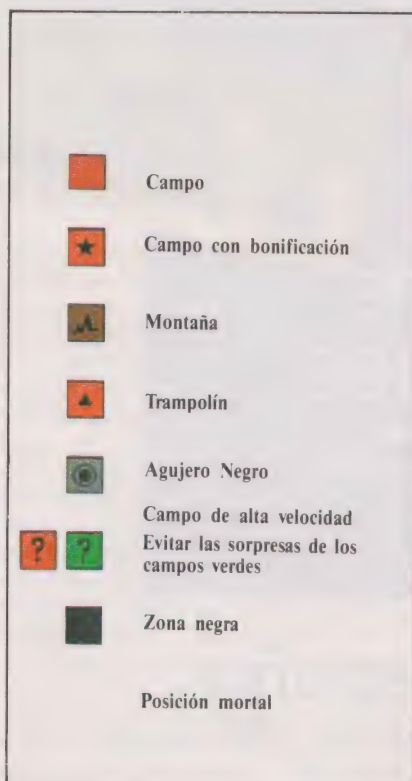 Campo
Campo con bonificación
Montaña
Trampolín
Agujero Negro
Campo de alta velocidad
? ? Evitar las sorpresas de los
campos verdes
Zona negra
Posición mortal